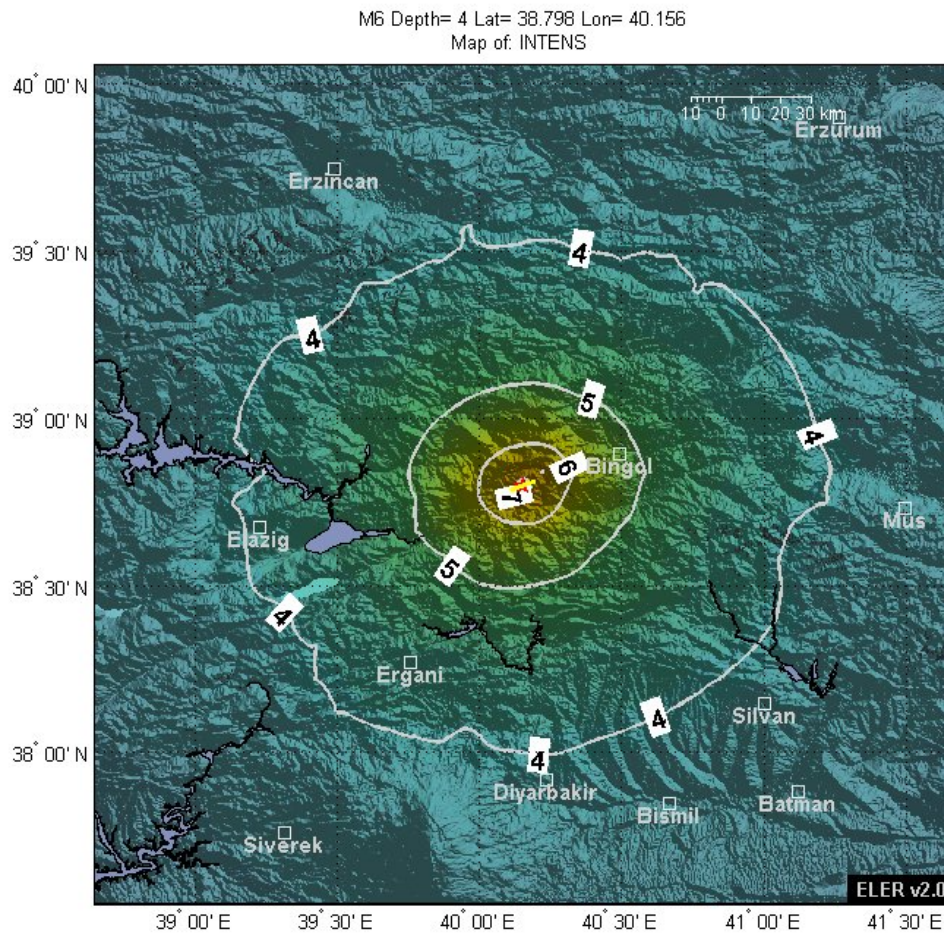 M6 Depth= 4 Lat= 38.798 Lon= 40.156
Map of: INTENS
40° 00' N
10 0 10 20 30 km
Erzurum
Erzincan
39° 30' N
4
4
39° 00' N
5
4
6
Bingol
7
Mus
Elazig
5
38° 30' N
4
Ergani
Silvan
4
38° 00' N
4
Diyarbakir
Bismil
Batman
Siverek
ELER v2.0
39° 00' E
39° 30' E
40° 00' E
40° 30' E
41° 00' E
41° 30' E